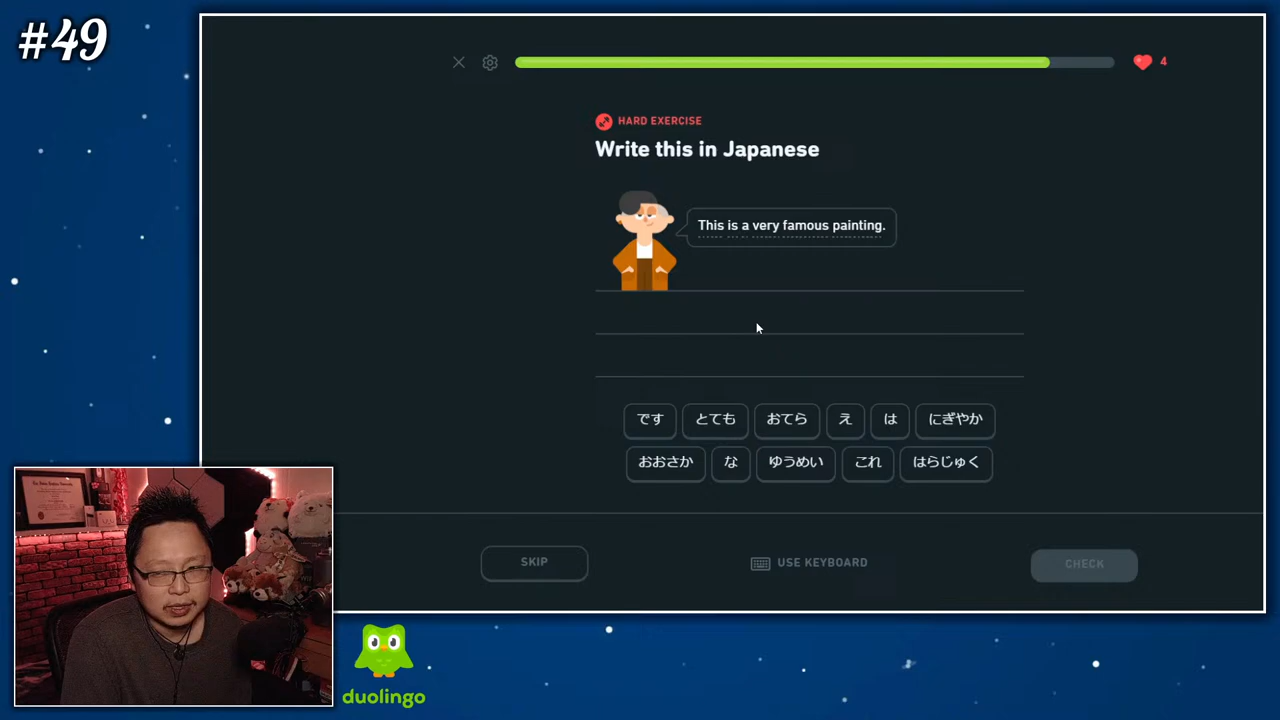 #49
4
HARD EXERCISE
Write this in Japanese
This is a very famous painting.
です とても おてら え は にぎやか
おおさか な ゆうめい これ はらじゅく
SKIP
USE KEYBOARD
CHECK
duolingo